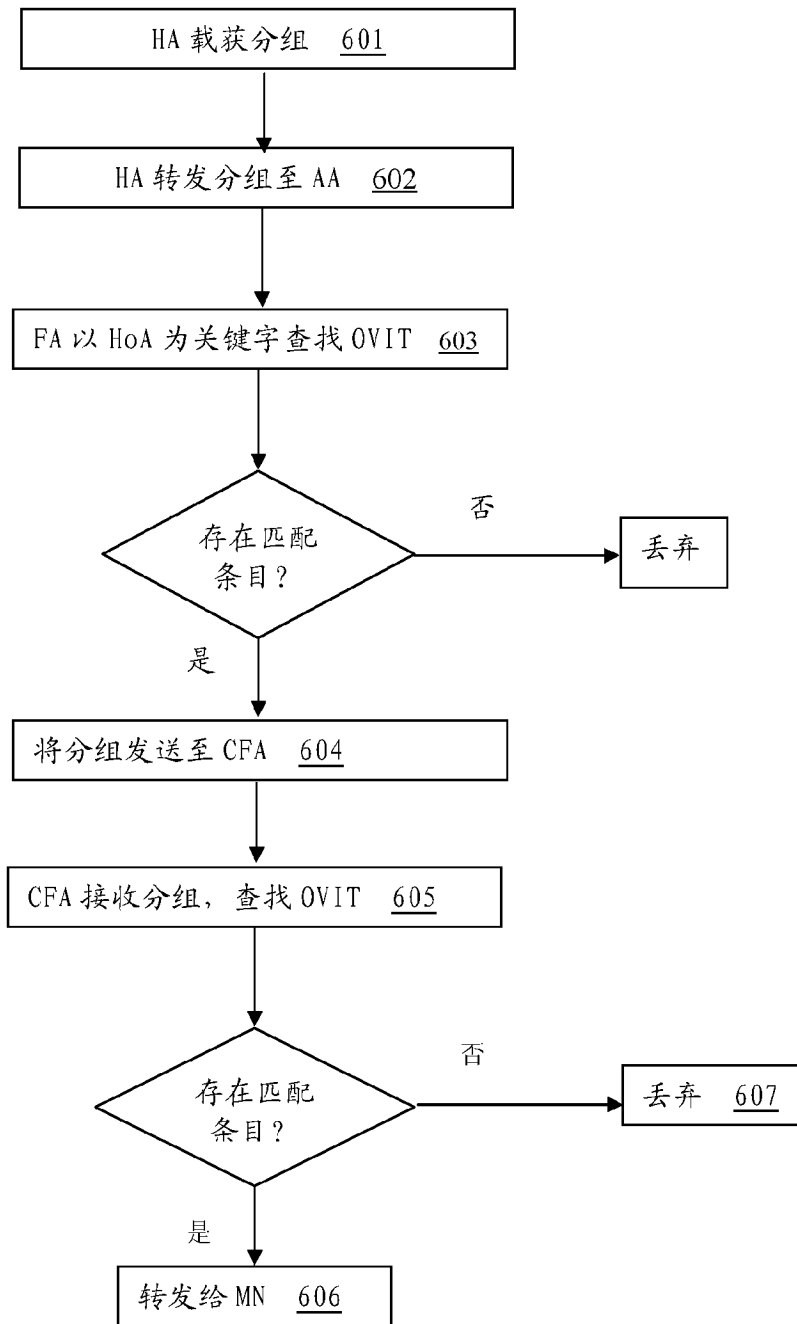 HA 载获分组 601
HA 转发分组至 AA 602
FA 以 HoA 为关键字查找 OVIT 603
存在匹配
条目?
否
丢弃
是
将分组发送至 CFA 604
CFA 接收分组, 查找 OVIT 605
存在匹配
条目?
否
丢弃 607
是
转发给 MN 606